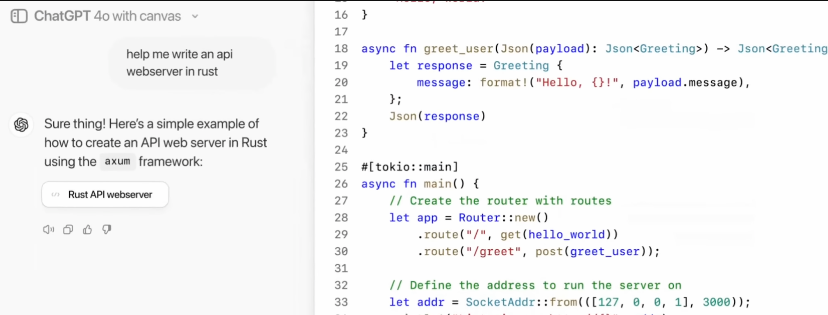 ChatGPT 4o with canvas
help me write an api
webserver in rust
Sure thing! Here's a simple example of
how to create an API web server in Rust
using the axum framework:
Rust API webserver
16 }
17
18 async fn greet_user(Json(payload): Json<Greeting>) -> Json<Greeting
19     let response = Greeting {
20         message: format!("Hello, {}!", payload.message),
21     };
22     Json(response)
23 }
24
25 #[tokio::main]
26 async fn main() {
27     // Create the router with routes
28     let app = Router::new()
29         .route("/", get(hello_world))
30         .route("/greet", post(greet_user));
31
32     // Define the address to run the server on
33     let addr = SocketAddr::from(([127, 0, 0, 1], 3000));